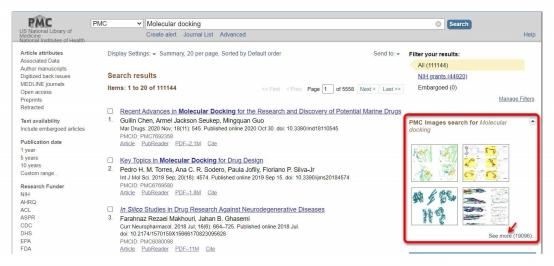 PMC
US National Library of
Medicine
National Institutes of Health
PMC
Molecular docking
Search
Create alert Journal List Advanced
Help
Article attributes
Associated Data
Author manuscripts
Digitized back issues
MEDLINE journals
Open access
Preprints
Retracted
Text availability
Include embargoed articles
Publication date
1 year
5 years
10 years
Custom range..
Research Funder
NIH
AHRQ
ACL
ASPR
CDC
DHS
EPA
FDA
Display Settings: Summary, 20 per page, Sorted by Default order
Send to:
Search results
Items: 1 to 20 of 111144
<< First < Prev Page 1 of 5558 Next > Last >>
Recent Advances in Molecular Docking for the Research and Discovery of Potential Marine Drugs
1. Guilin Chen, Armel Jackson Seukep, Mingquan Guo
Mar Drugs. 2020 Nov; 18(11): 545. Published online 2020 Oct 30. doi: 10.3390/md18110545
PMCID: PMC7692358
Article PubReader PDF–2.1M Cite
Key Topics in Molecular Docking for Drug Design
2. Pedro H. M. Torres, Ana C. R. Sodero, Paula Jofily, Floriano P. Silva-Jr
Int J Mol Sci. 2019 Sep; 20(18): 4574. Published online 2019 Sep 15. doi: 10.3390/ijms20184574
PMCID: PMC6769580
Article PubReader PDF–1.8M Cite
In Silico Studies in Drug Research Against Neurodegenerative Diseases
3. Farahnaz Rezaei Makhouri, Jahan B. Ghasemi
Curr Neuropharmacol. 2018 Jul; 16(6): 664–725. Published online 2018 Jul.
doi: 10.2174/1570159X15666170823095628
PMCID: PMC6080098
Article PubReader PDF–11M Cite
Filter your results:
All (111144)
NIH grants (44920)
Embargoed (0)
Manage Filters
PMC Images search for Molecular
docking
See more (19096)